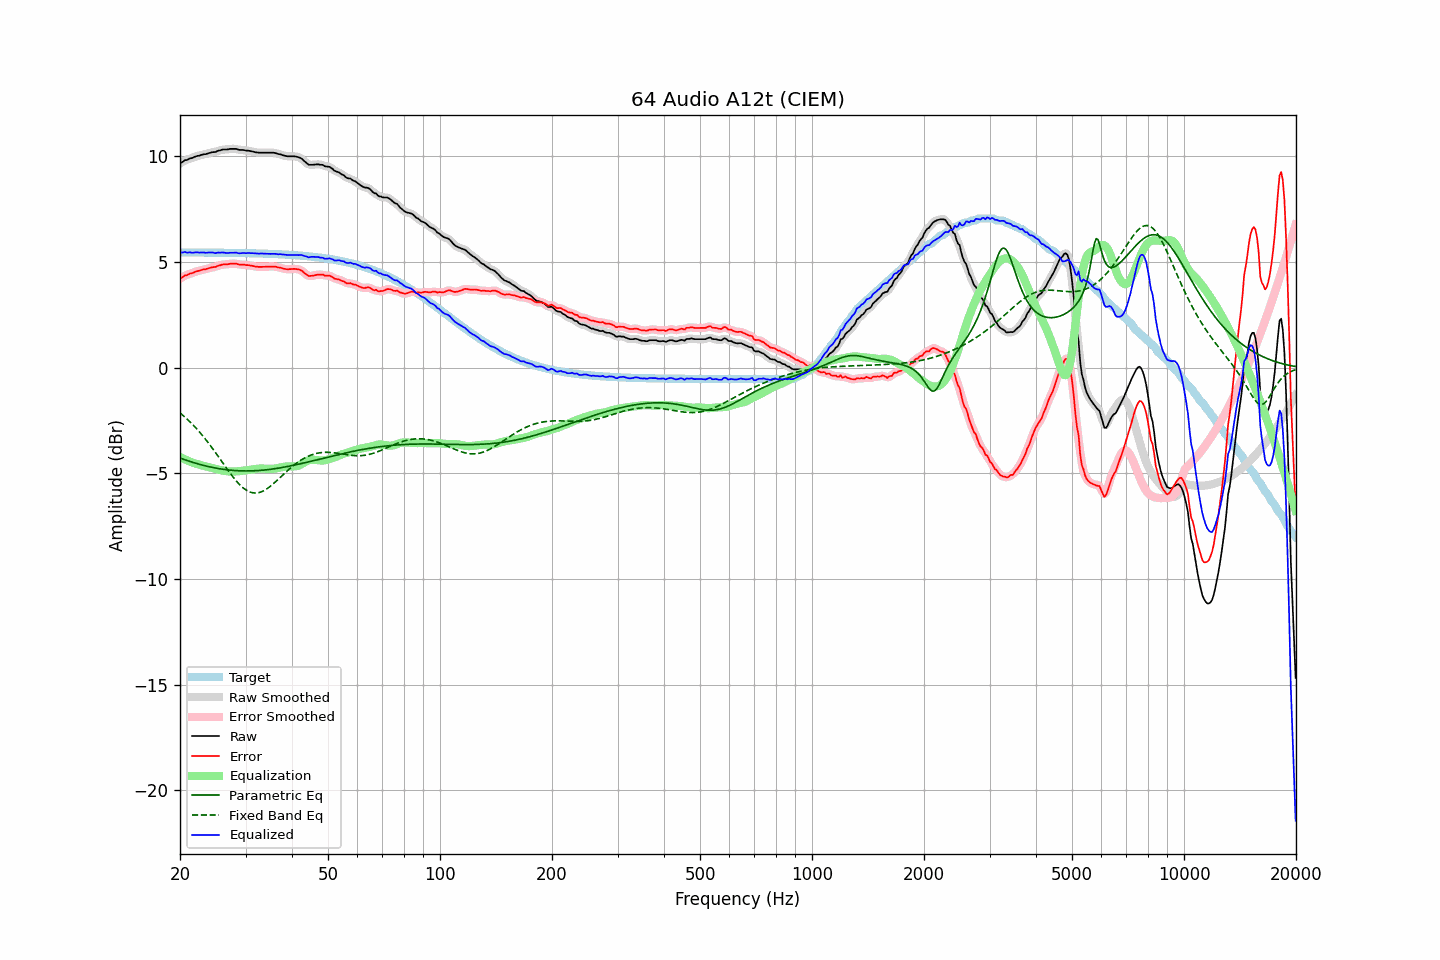 64 Audio A12t (CIEM)
10
5
0
−5
−10
−15
−20
Amplitude (dBr)
Target
Raw Smoothed
Error Smoothed
Raw
Error
Equalization
Parametric Eq
Fixed Band Eq
Equalized
20 50 100 200 500 1000 2000 5000 10000 20000
Frequency (Hz)